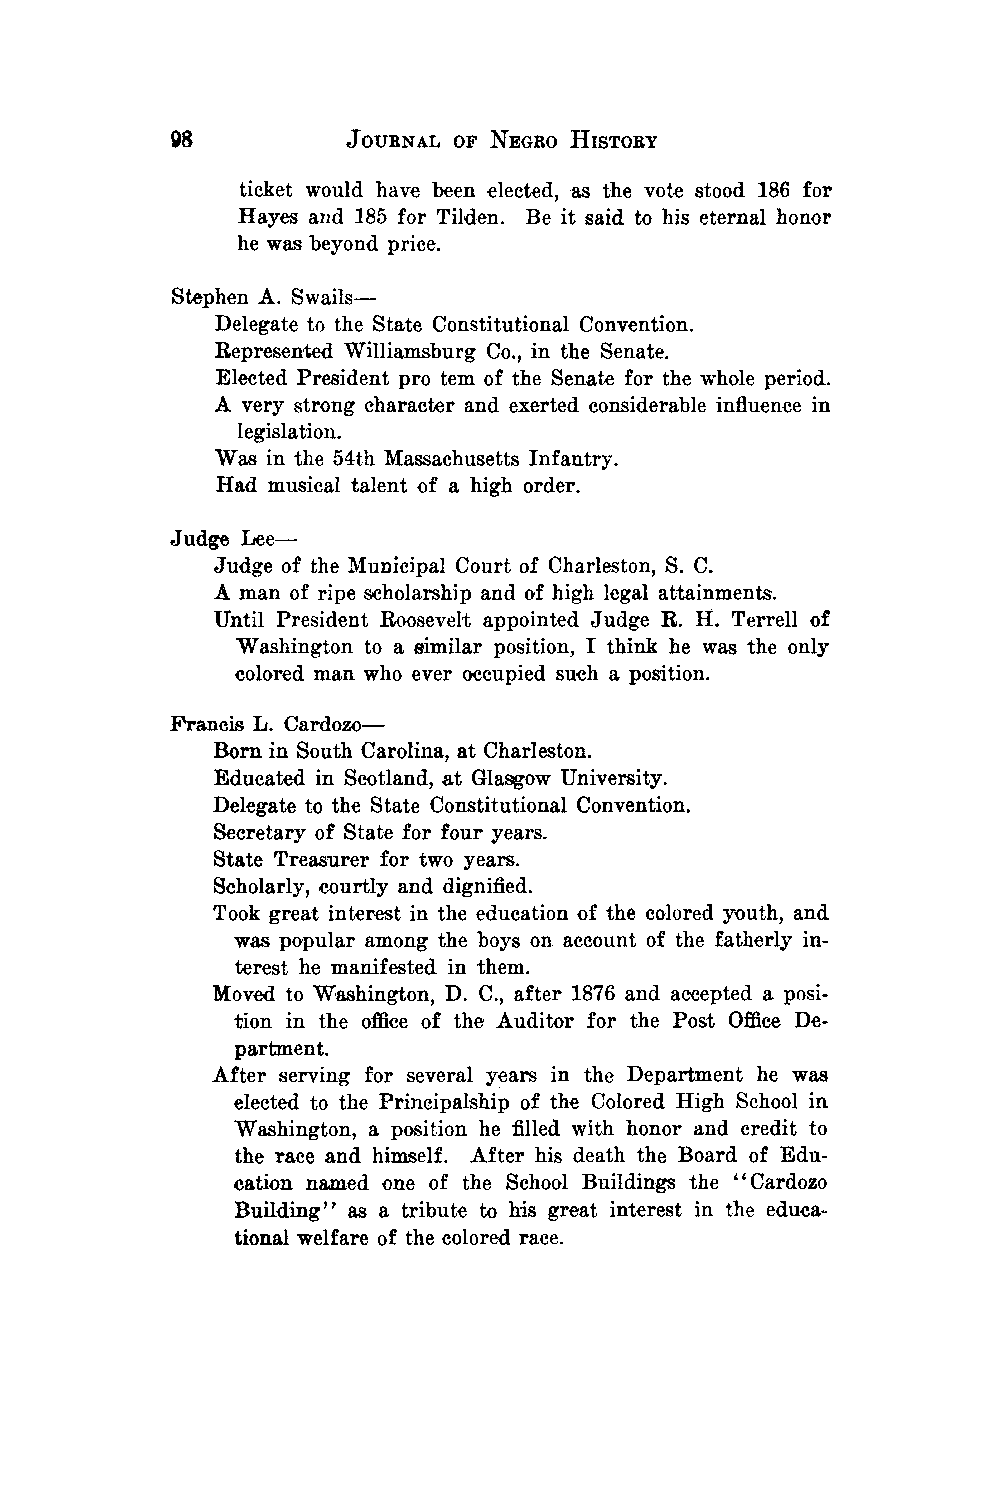 98 JOURNAL OF NEGRO HISTORY
ticket would have been elected, as the vote stood 186 for
Hayes and 185 for Tilden. Be it said to his eternal honor
he was beyond price.
Stephen A. Swails—
Delegate to the State Constitutional Convention.
Represented Williamsburg Co., in the Senate.
Elected President pro tem of the Senate for the whole period.
A very strong character and exerted considerable influence in
legislation.
Was in the 54th Massachusetts Infantry.
Had musical talent of a high order.
Judge Lee—
Judge of the Municipal Court of Charleston, S. C.
A man of ripe scholarship and of high legal attainments.
Until President Roosevelt appointed Judge R. H. Terrell of
Washington to a similar position, I think he was the only
colored man who ever occupied such a position.
Francis L. Cardozo—
Born in South Carolina, at Charleston.
Educated in Scotland, at Glasgow University.
Delegate to the State Constitutional Convention.
Secretary of State for four years.
State Treasurer for two years.
Scholarly, courtly and dignified.
Took great interest in the education of the colored youth, and
was popular among the boys on account of the fatherly in-
terest he manifested in them.
Moved to Washington, D. C., after 1876 and accepted a posi-
tion in the office of the Auditor for the Post Office De-
partment.
After serving for several years in the Department he was
elected to the Principalship of the Colored High School in
Washington, a position he filled with honor and credit to
the race and himself. After his death the Board of Edu-
cation named one of the School Buildings the "Cardozo
Building" as a tribute to his great interest in the educa-
tional welfare of the colored race.